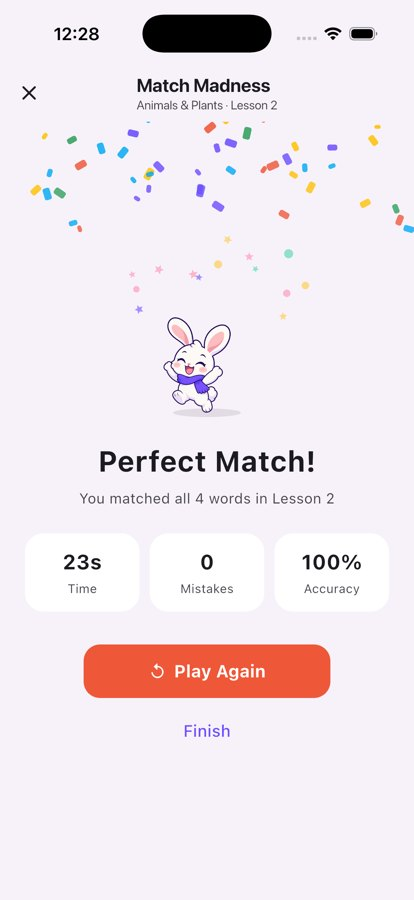 12:28
Match Madness
Animals & Plants · Lesson 2
Perfect Match!
You matched all 4 words in Lesson 2
23s
Time
0
Mistakes
100%
Accuracy
Play Again
Finish